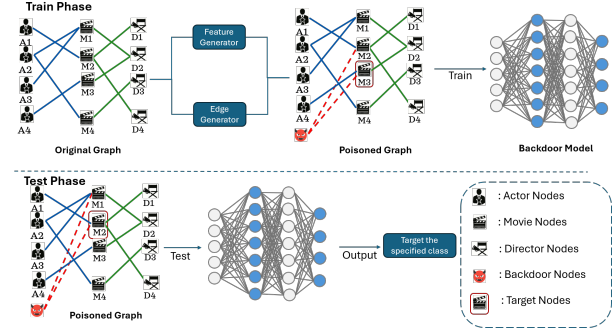 Train Phase
A1
A2
A3
A4
M1
M2
M3
M4
D1
D2
D3
D4
Original Graph
Feature
Generator
Edge
Generator
A1
A2
A3
A4
M1
M2
M3
M4
D1
D2
D3
D4
Poisoned Graph
Train
Backdoor Model
Test Phase
A1
A2
A3
A4
M1
M2
M3
M4
D1
D2
D3
D4
Poisoned Graph
Test
Output
Target the
specified class
: Actor Nodes
: Movie Nodes
: Director Nodes
: Backdoor Nodes
: Target Nodes